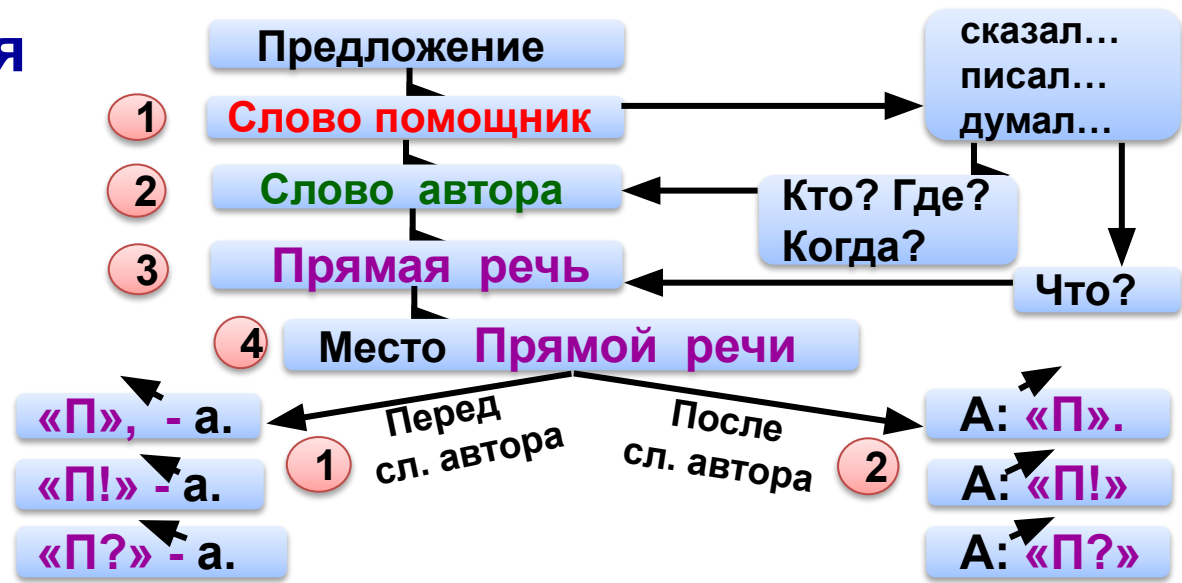 я
Предложение
сказал…
писал…
думал…
1
Слово помощник
2
Слово автора
Кто? Где?
Когда?
3
Прямая речь
Что?
4
Место Прямой речи
«П», - а.
«П!» - а.
«П?» - а.
1
Перед
сл. автора
После
сл. автора
2
А: «П».
А: «П!»
А: «П?»